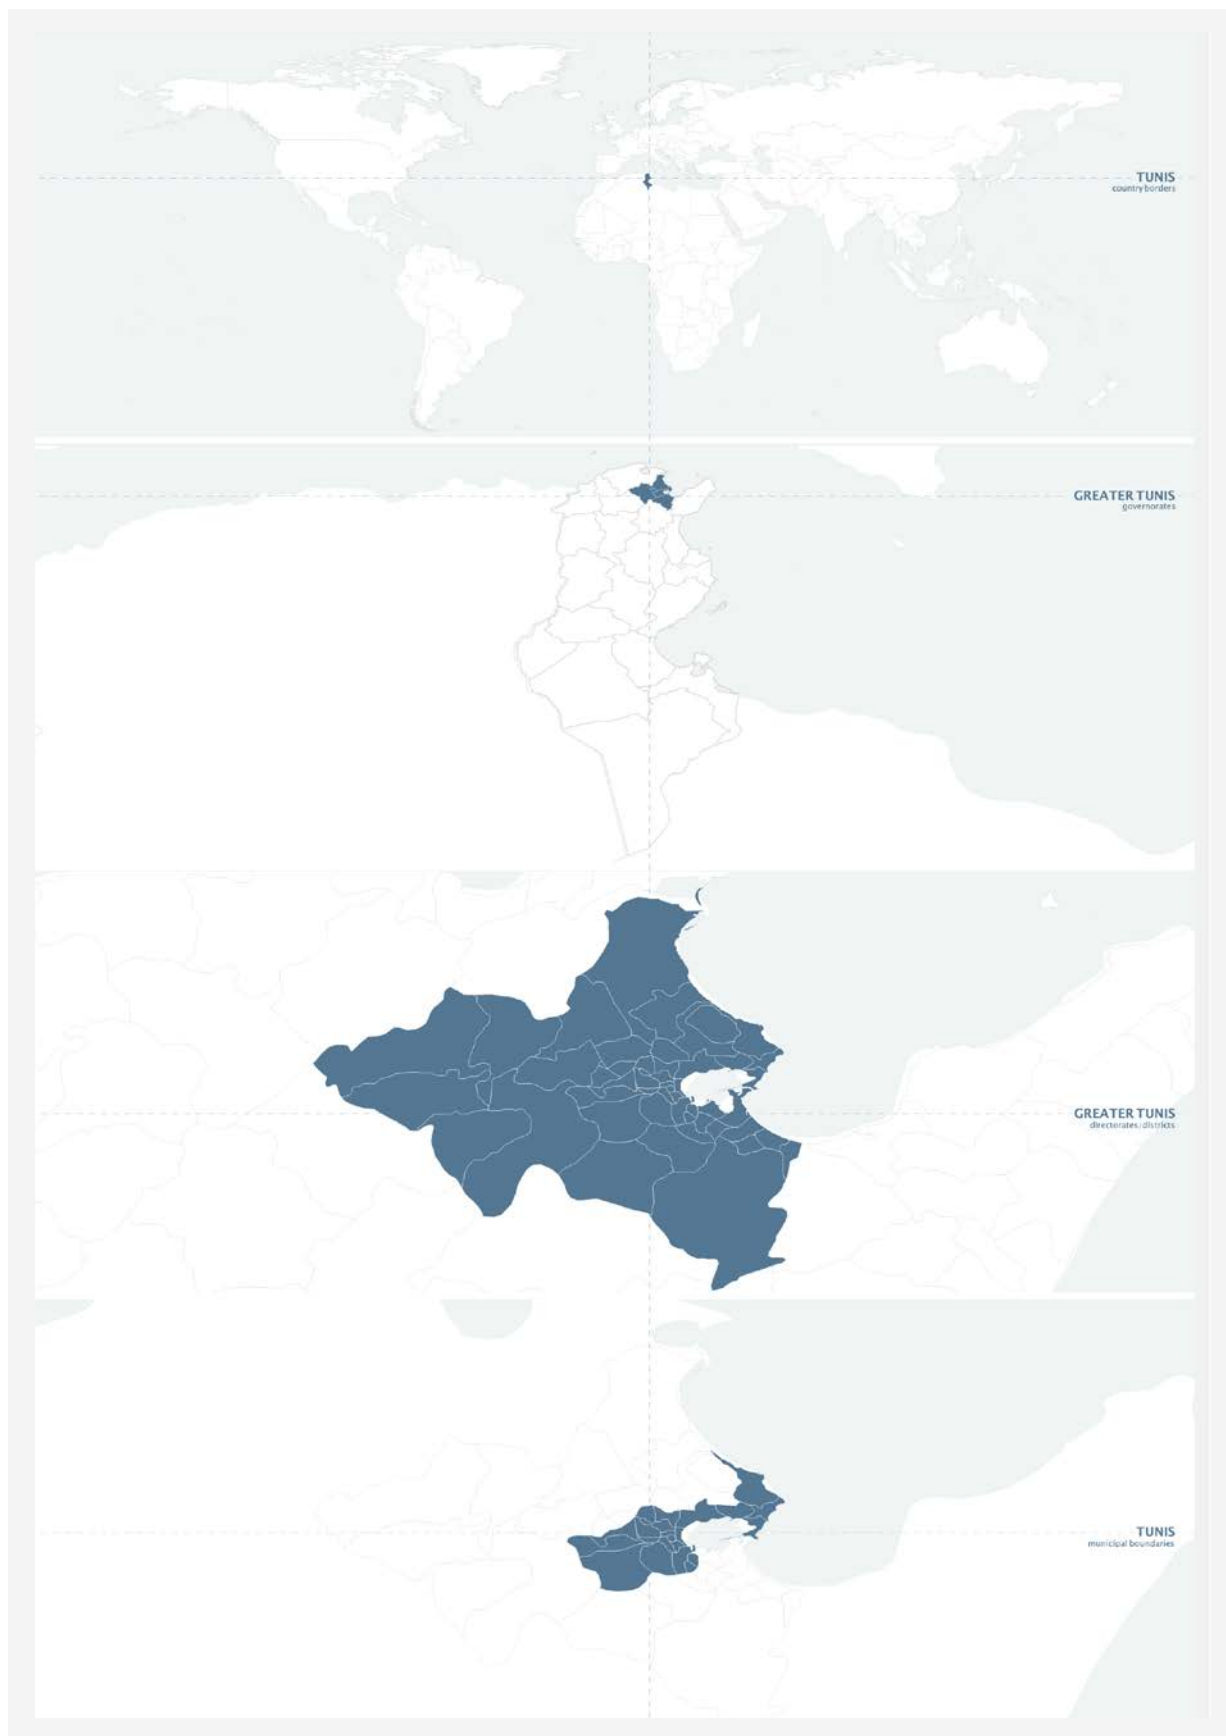 TUNIS
country borders
GREATER TUNIS
governorates
GREATER TUNIS
directorates/districts
TUNIS
municipal boundaries